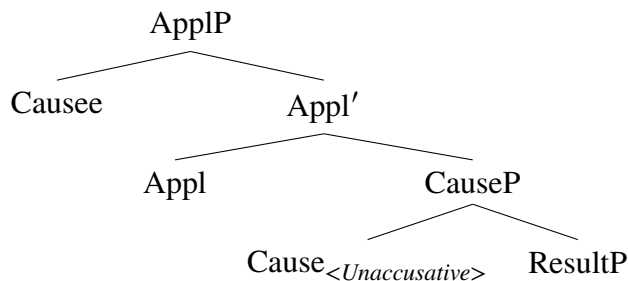 ApplP
Causee Appl′
Appl CauseP
Cause<Unaccusative> ResultP